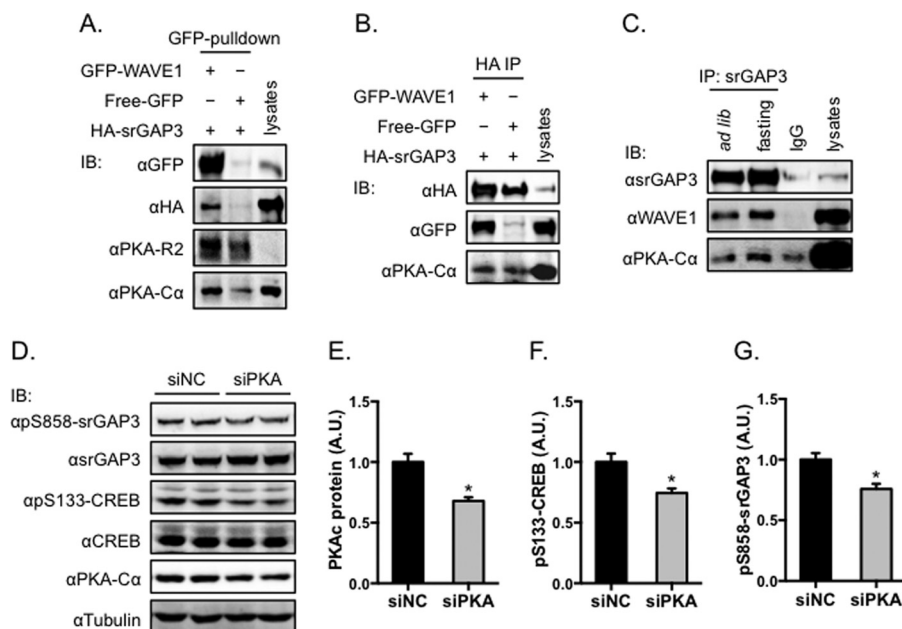 A.
GFP-pulldown
GFP-WAVE1 + −
Free-GFP − +
HA-srGAP3 + +
lysates
IB: αGFP
αHA
αPKA-R2
αPKA-Cα
B.
HA IP
GFP-WAVE1 + −
Free-GFP − +
HA-srGAP3 + +
lysates
IB: αHA
αGFP
αPKA-Cα
C.
IP: srGAP3
ad lib
fasting
IgG
lysates
IB:
αsrGAP3
αWAVE1
αPKA-Cα
D.
siNC siPKA
IB:
αpS858-srGAP3
αsrGAP3
αpS133-CREB
αCREB
αPKA-Cα
αTubulin
E.
PKAc protein (A.U.)
1.5
1.0
0.5
0.0
*
siNC siPKA
F.
pS133-CREB (A.U.)
1.5
1.0
0.5
0.0
*
siNC siPKA
G.
pS858-srGAP3 (A.U.)
1.5
1.0
0.5
0.0
*
siNC siPKA